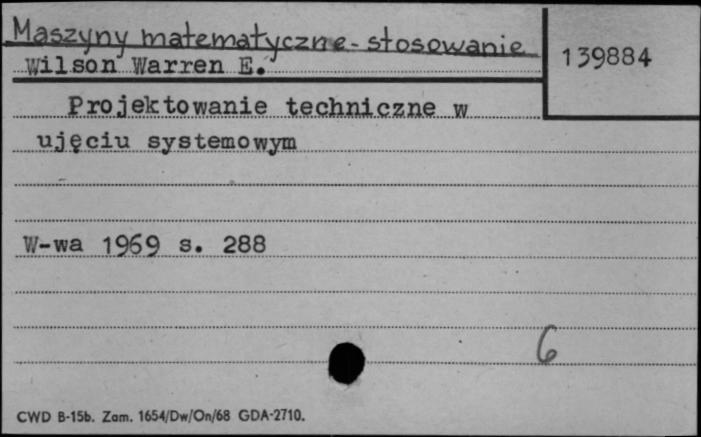 Maszyny matematyczne - stosowanie
Wilson Warren E.
139884
Projektowanie techniczne w
ujęciu systemowym
W-wa 1969 s. 288
6
CWD B-15b. Zam. 1654/Dw/On/68 GDA-2710.